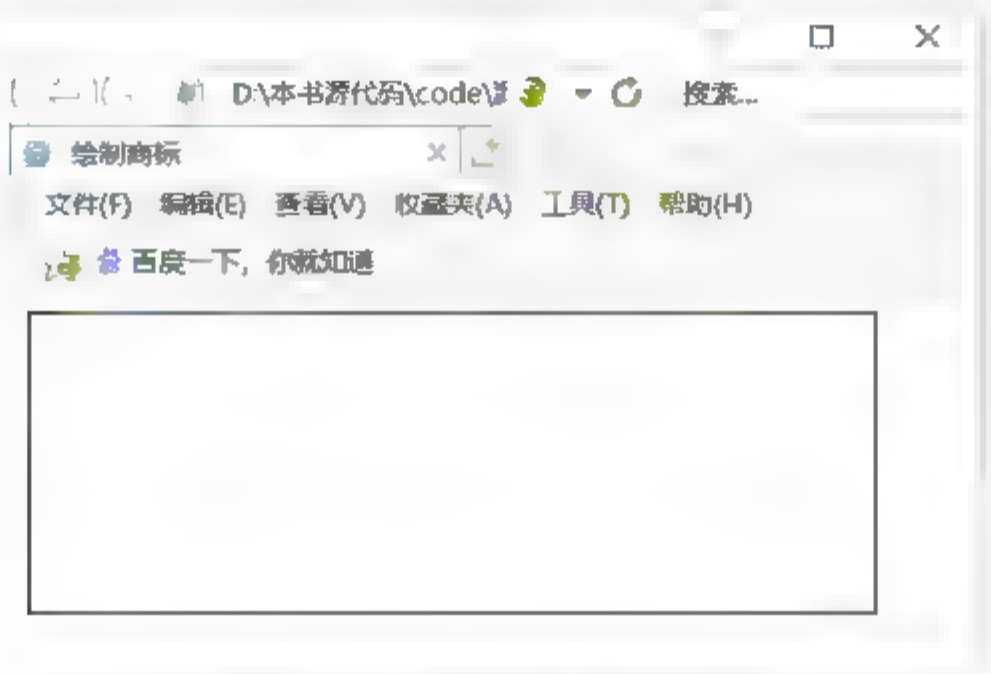 D:\本书源代码\code\ 搜索...
绘制商标
文件(F) 编辑(E) 查看(V) 收藏夹(A) 工具(T) 帮助(H)
百度一下，你就知道